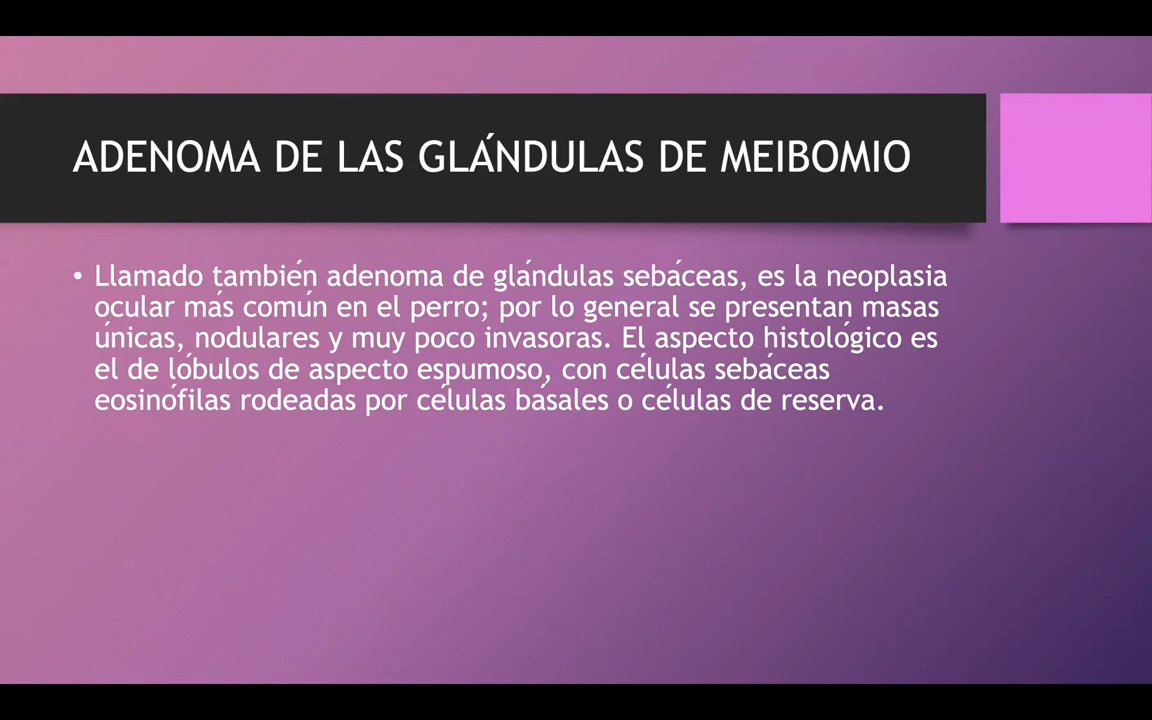 ADENOMA DE LAS GLÁNDULAS DE MEIBOMIO
• Llamado también adenoma de glándulas sebáceas, es la neoplasia
ocular más común en el perro; por lo general se presentan masas
únicas, nodulares y muy poco invasoras. El aspecto histológico es
el de lóbulos de aspecto espumoso, con células sebáceas
eosinófilas rodeadas por células básales o células de reserva.